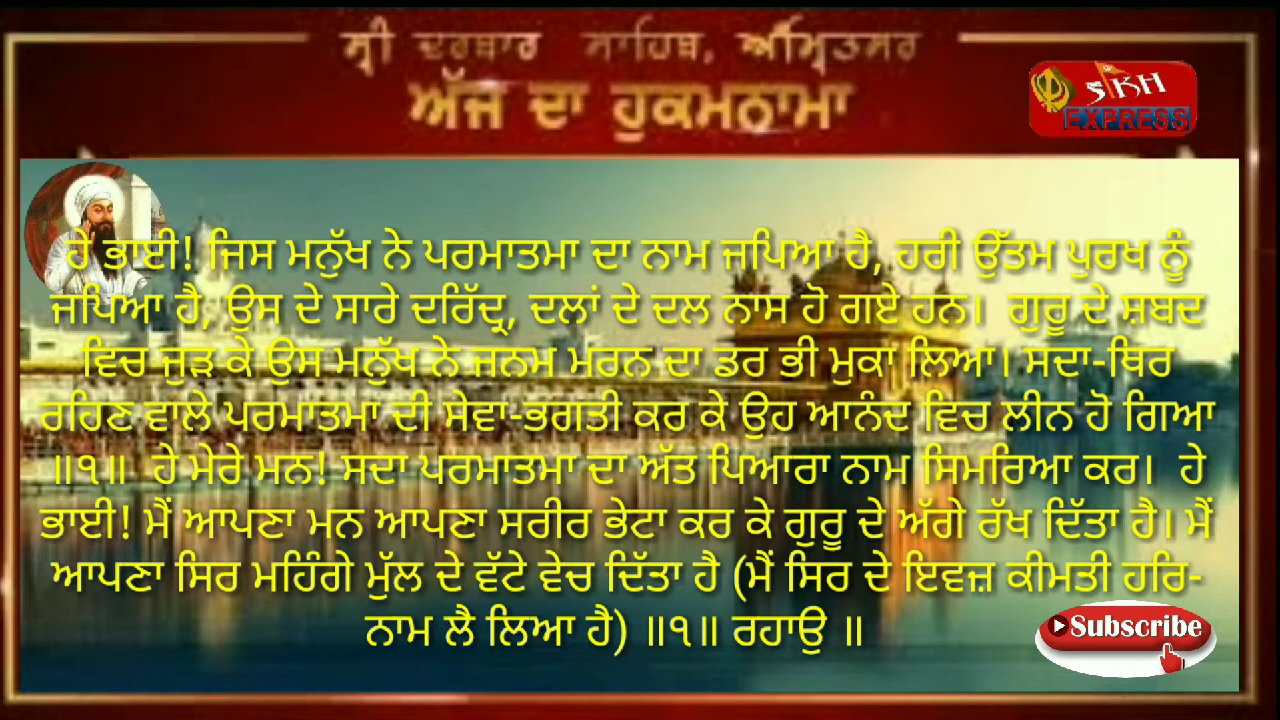 ਸ੍ਰੀ ਦਰਬਾਰ ਸਾਹਿਬ, ਅੰਮ੍ਰਿਤਸਰ
ਅੱਜ ਦਾ ਹੁਕਮਨਾਮਾ
SIKH
EXPRESS
ਹੇ ਭਾਈ! ਜਿਸ ਮਨੁੱਖ ਨੇ ਪਰਮਾਤਮਾ ਦਾ ਨਾਮ ਜਪਿਆ ਹੈ, ਹਰੀ ਉੱਤਮ ਪੁਰਖ ਨੂੰ
ਜਪਿਆ ਹੈ, ਉਸ ਦੇ ਸਾਰੇ ਦਰਿੱਦ੍ਰ, ਦਲਾਂ ਦੇ ਦਲ ਨਾਸ ਹੋ ਗਏ ਹਨ। ਗੁਰੂ ਦੇ ਸ਼ਬਦ
ਵਿਚ ਜੁੜ ਕੇ ਉਸ ਮਨੁੱਖ ਨੇ ਜਨਮ ਮਰਨ ਦਾ ਡਰ ਭੀ ਮੁਕਾ ਲਿਆ। ਸਦਾ-ਥਿਰ
ਰਹਿਣ ਵਾਲੇ ਪਰਮਾਤਮਾ ਦੀ ਸੇਵਾ-ਭਗਤੀ ਕਰ ਕੇ ਉਹ ਆਨੰਦ ਵਿਚ ਲੀਨ ਹੋ ਗਿਆ
॥੧॥ ਹੇ ਮੇਰੇ ਮਨ! ਸਦਾ ਪਰਮਾਤਮਾ ਦਾ ਅੱਤ ਪਿਆਰਾ ਨਾਮ ਸਿਮਰਿਆ ਕਰ। ਹੇ
ਭਾਈ! ਮੈਂ ਆਪਣਾ ਮਨ ਆਪਣਾ ਸਰੀਰ ਭੇਟਾ ਕਰ ਕੇ ਗੁਰੂ ਦੇ ਅੱਗੇ ਰੱਖ ਦਿੱਤਾ ਹੈ। ਮੈਂ
ਆਪਣਾ ਸਿਰ ਮਹਿੰਗੇ ਮੁੱਲ ਦੇ ਵੱਟੇ ਵੇਚ ਦਿੱਤਾ ਹੈ (ਮੈਂ ਸਿਰ ਦੇ ਇਵਜ਼ ਕੀਮਤੀ ਹਰਿ-
ਨਾਮ ਲੈ ਲਿਆ ਹੈ) ॥੧॥ ਰਹਾਉ ॥
Subscribe